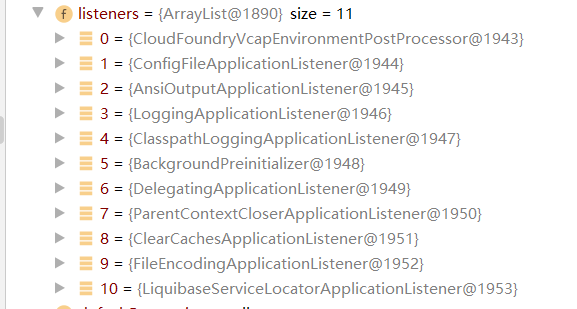 f listeners = {ArrayList@1890} size = 11
0 = {CloudFoundryVcapEnvironmentPostProcessor@1943}
1 = {ConfigFileApplicationListener@1944}
2 = {AnsiOutputApplicationListener@1945}
3 = {LoggingApplicationListener@1946}
4 = {ClasspathLoggingApplicationListener@1947}
5 = {BackgroundPreinitializer@1948}
6 = {DelegatingApplicationListener@1949}
7 = {ParentContextCloserApplicationListener@1950}
8 = {ClearCachesApplicationListener@1951}
9 = {FileEncodingApplicationListener@1952}
10 = {LiquibaseServiceLocatorApplicationListener@1953}